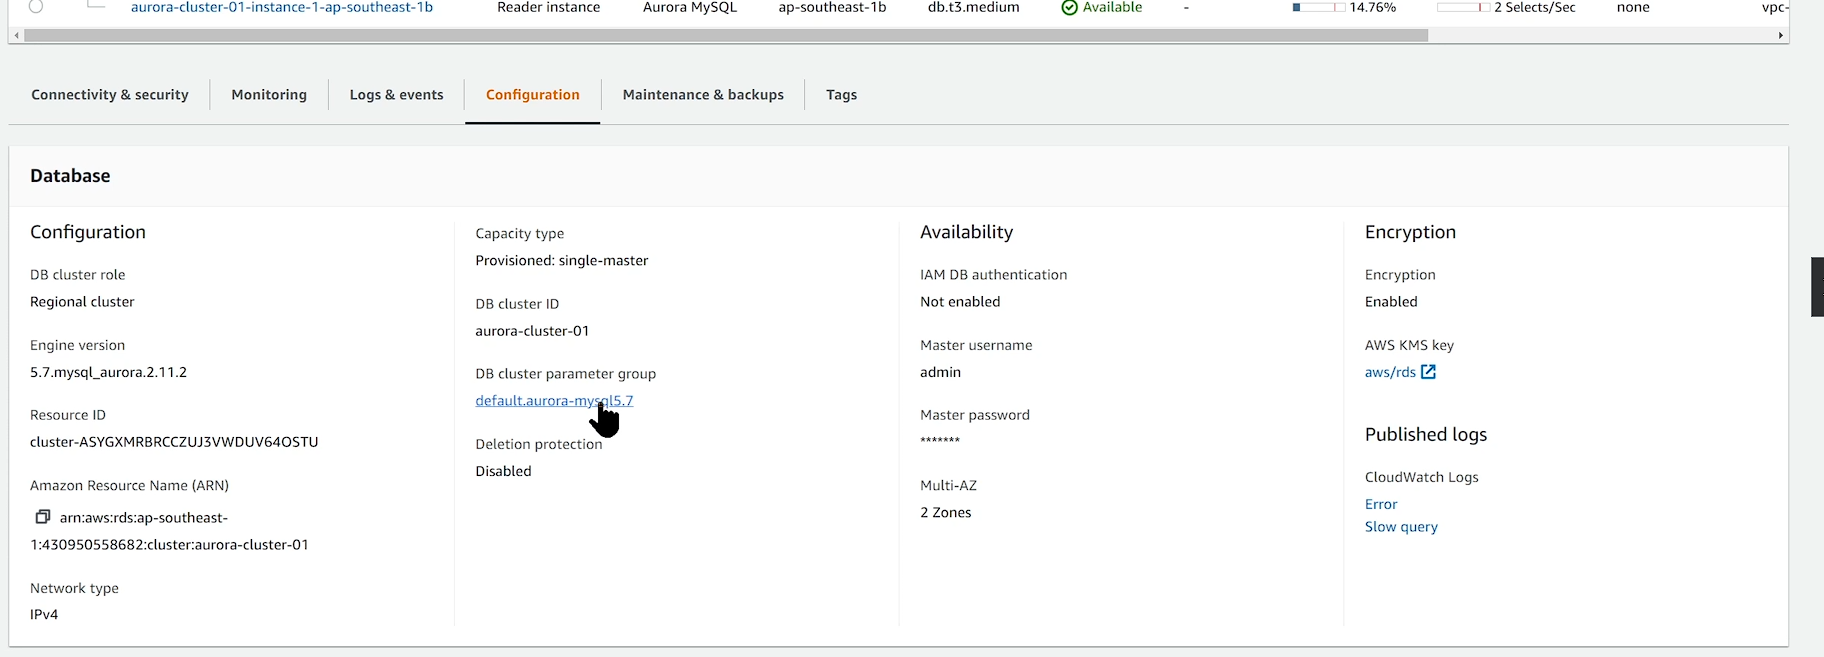 aurora-cluster-01-instance-1-ap-southeast-1b Reader instance Aurora MySQL ap-southeast-1b db.t3.medium Available - 14.76% 2 Selects/Sec none vpc-
Connectivity & security Monitoring Logs & events Configuration Maintenance & backups Tags
Database
Configuration
DB cluster role
Regional cluster
Engine version
5.7.mysql_aurora.2.11.2
Resource ID
cluster-ASYGXMRBRCCZUJ3VWDUV64OSTU
Amazon Resource Name (ARN)
arn:aws:rds:ap-southeast-
1:430950558682:cluster:aurora-cluster-01
Network type
IPv4
Capacity type
Provisioned: single-master
DB cluster ID
aurora-cluster-01
DB cluster parameter group
default.aurora-mysql5.7
Deletion protection
Disabled
Availability
IAM DB authentication
Not enabled
Master username
admin
Master password
*******
Multi-AZ
2 Zones
Encryption
Encryption
Enabled
AWS KMS key
aws/rds
Published logs
CloudWatch Logs
Error
Slow query